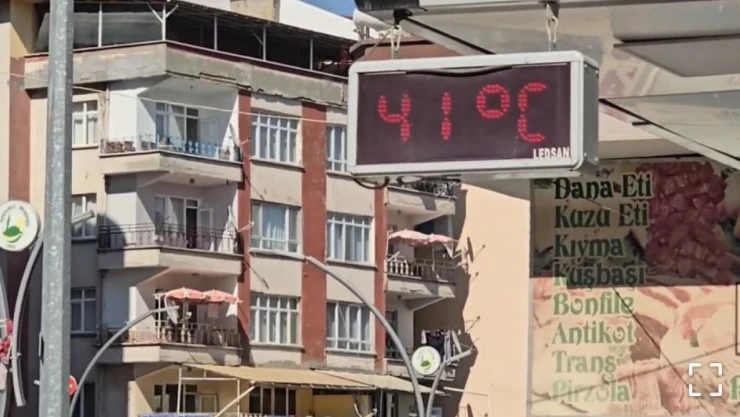 41°C
LEDSAN
Dana Eti
Kuzu Eti
Kıyma
Kuşbaşı
Bonfile
Antikot
Trans
Pirzola